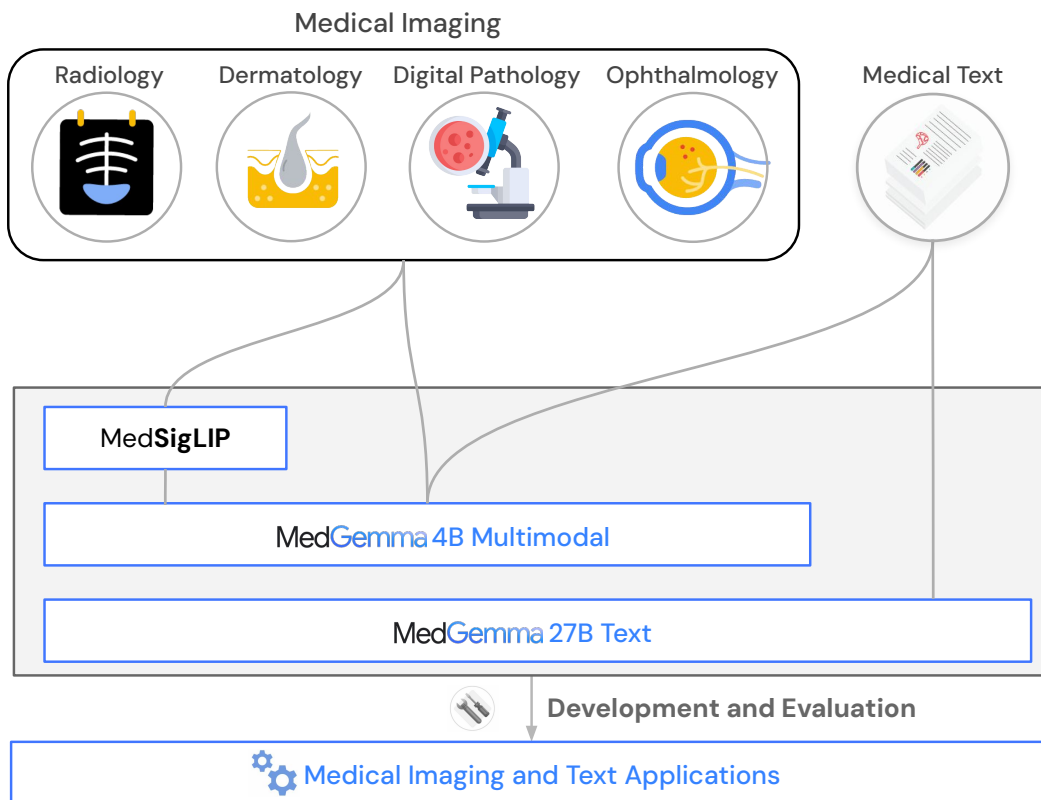 Medical Imaging
Radiology
Dermatology
Digital Pathology
Ophthalmology
Medical Text
MedSigLIP
MedGemma 4B Multimodal
MedGemma 27B Text
Development and Evaluation
Medical Imaging and Text Applications